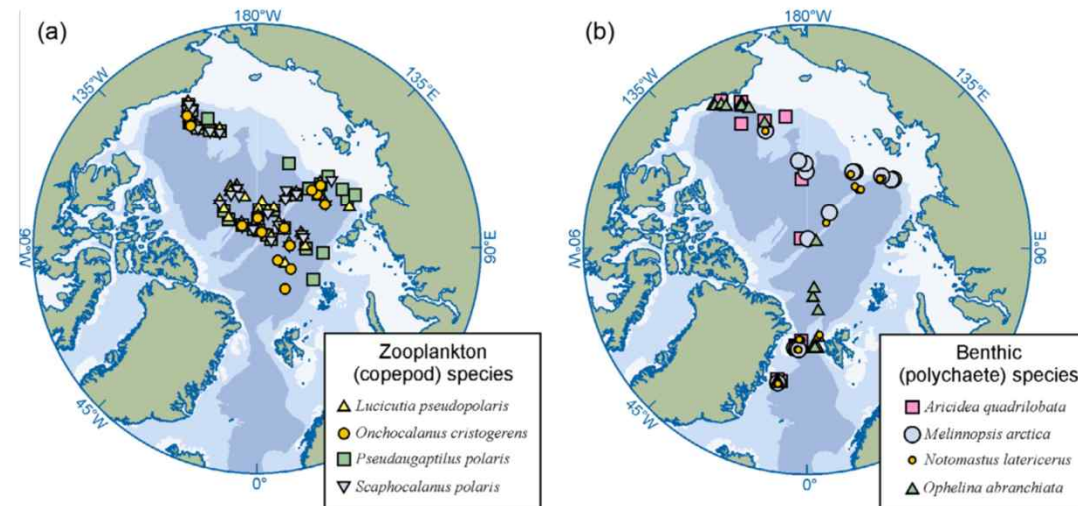 (a)
180°W
135°W
135°E
90°W
90°E
45°W
0°
Zooplankton
(copepod) species
Lucicutia pseudopolaris
Onchocalanus cristogerens
Pseudaugaptilus polaris
Scaphocalanus polaris
(b)
180°W
135°W
135°E
90°W
90°E
45°W
0°
Benthic
(polychaete) species
Aricidea quadrilobata
Melinnopsis arctica
Notomastus latericerus
Ophelina abranchiata